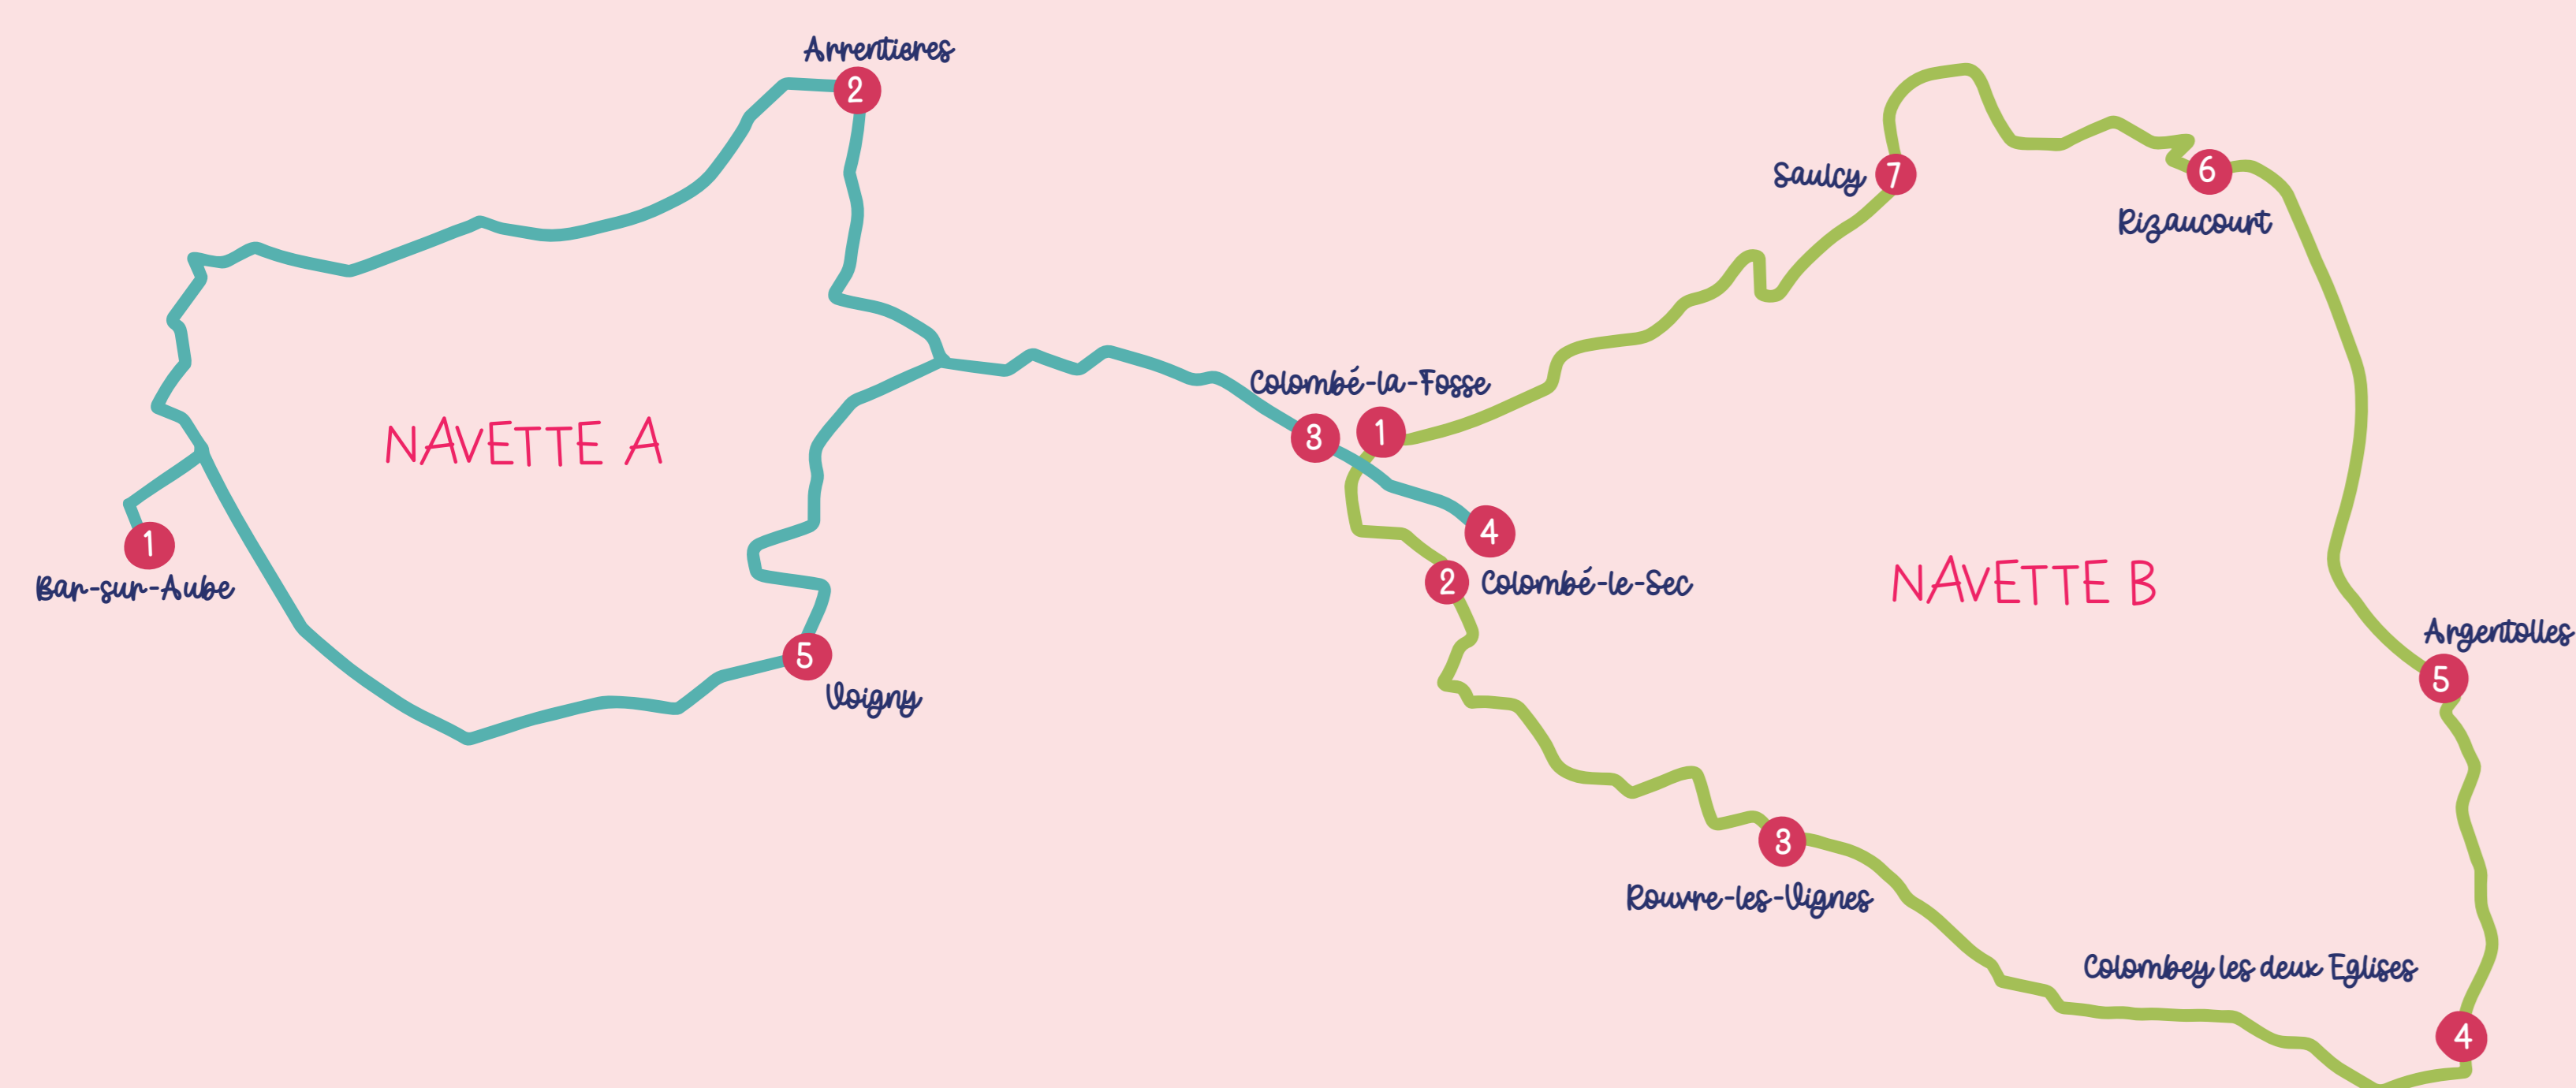 Arrentieres
2
Saulcy
7
6
Rizaucourt
Colombé-la-Fosse
3
1
NAVETTE A
1
Bar-sur-Aube
4
2
Colombé-le-Sec
NAVETTE B
5
Voigny
Argentolles
5
3
Rouvre-les-Vignes
Colombey les deux Eglises
4